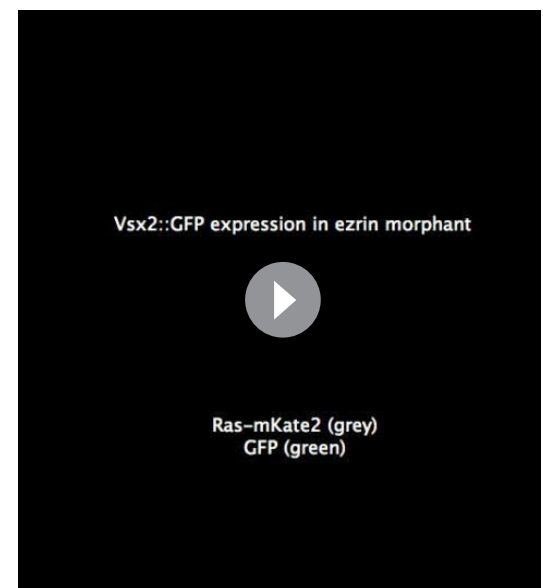 Vsx2::GFP expression in ezrin morphant
Ras-mKate2 (grey)
GFP (green)